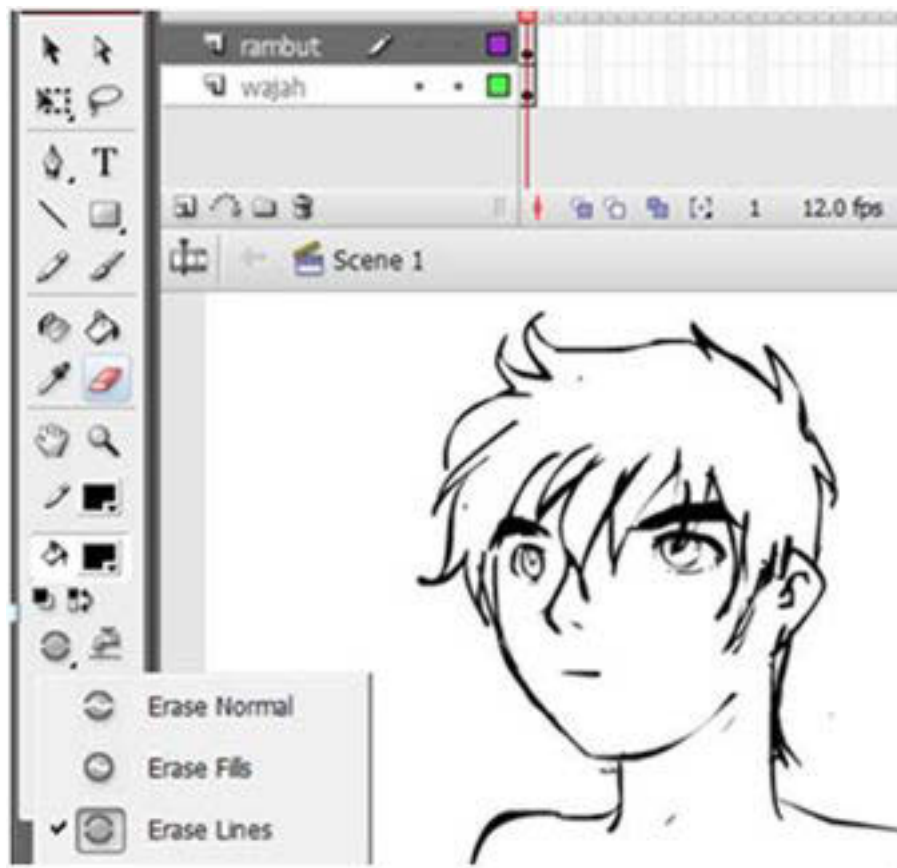 rambut
wajah
1 12.0 fps
Scene 1
T
Erase Normal
Erase Fills
Erase Lines